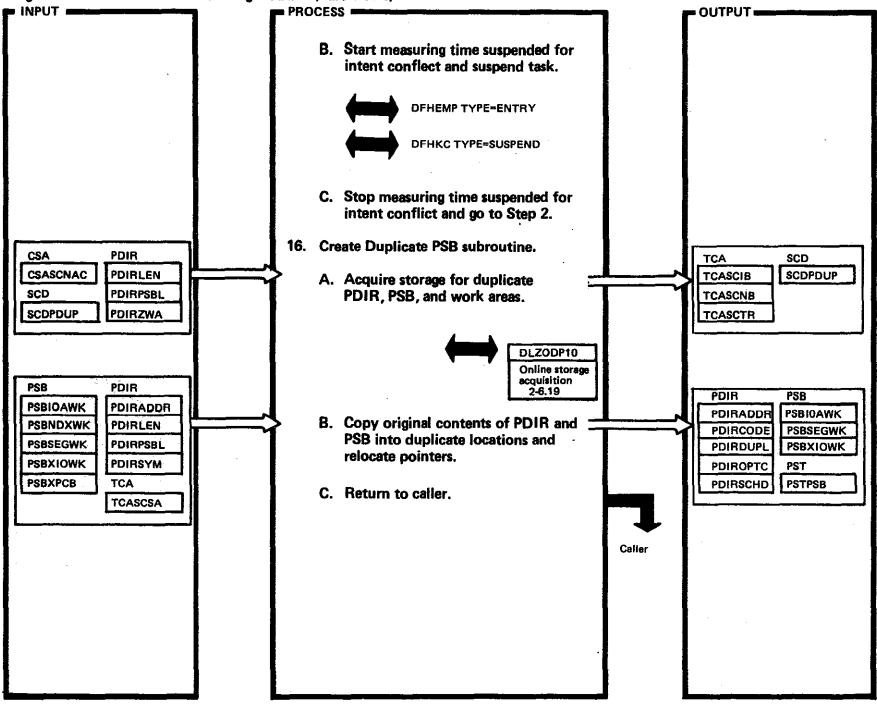 INPUT
PROCESS
OUTPUT
B. Start measuring time suspended for
intent conflect and suspend task.
DFHEMP TYPE=ENTRY
DFHKC TYPE=SUSPEND
C. Stop measuring time suspended for
intent conflict and go to Step 2.
16. Create Duplicate PSB subroutine.
CSA PDIR
CSASCNAC PDIRLEN
SCD PDIRPSBL
SCDPDUP PDIRZWA
A. Acquire storage for duplicate
PDIR, PSB, and work areas.
TCA SCD
TCASCIB SCDPDUP
TCASCNB
TCASCTR
DLZODP10
Online storage
acquisition
2-6.19
PSB PDIR
PSBIOAWK PDIRADDR
PSBNDXWK PDIRLEN
PSBSEGWK PDIRPSBL
PSBXIOWK PDIRSYM
PSBXPCB TCA
TCASCSA
B. Copy original contents of PDIR and
PSB into duplicate locations and
relocate pointers.
PDIR PSB
PDIRADDR PSBIOAWK
PDIRCODE PSBSEGWK
PDIRDUPL PSBXIOWK
PDIROPTC PST
PDIRSCHD PSTPSB
C. Return to caller.
Caller